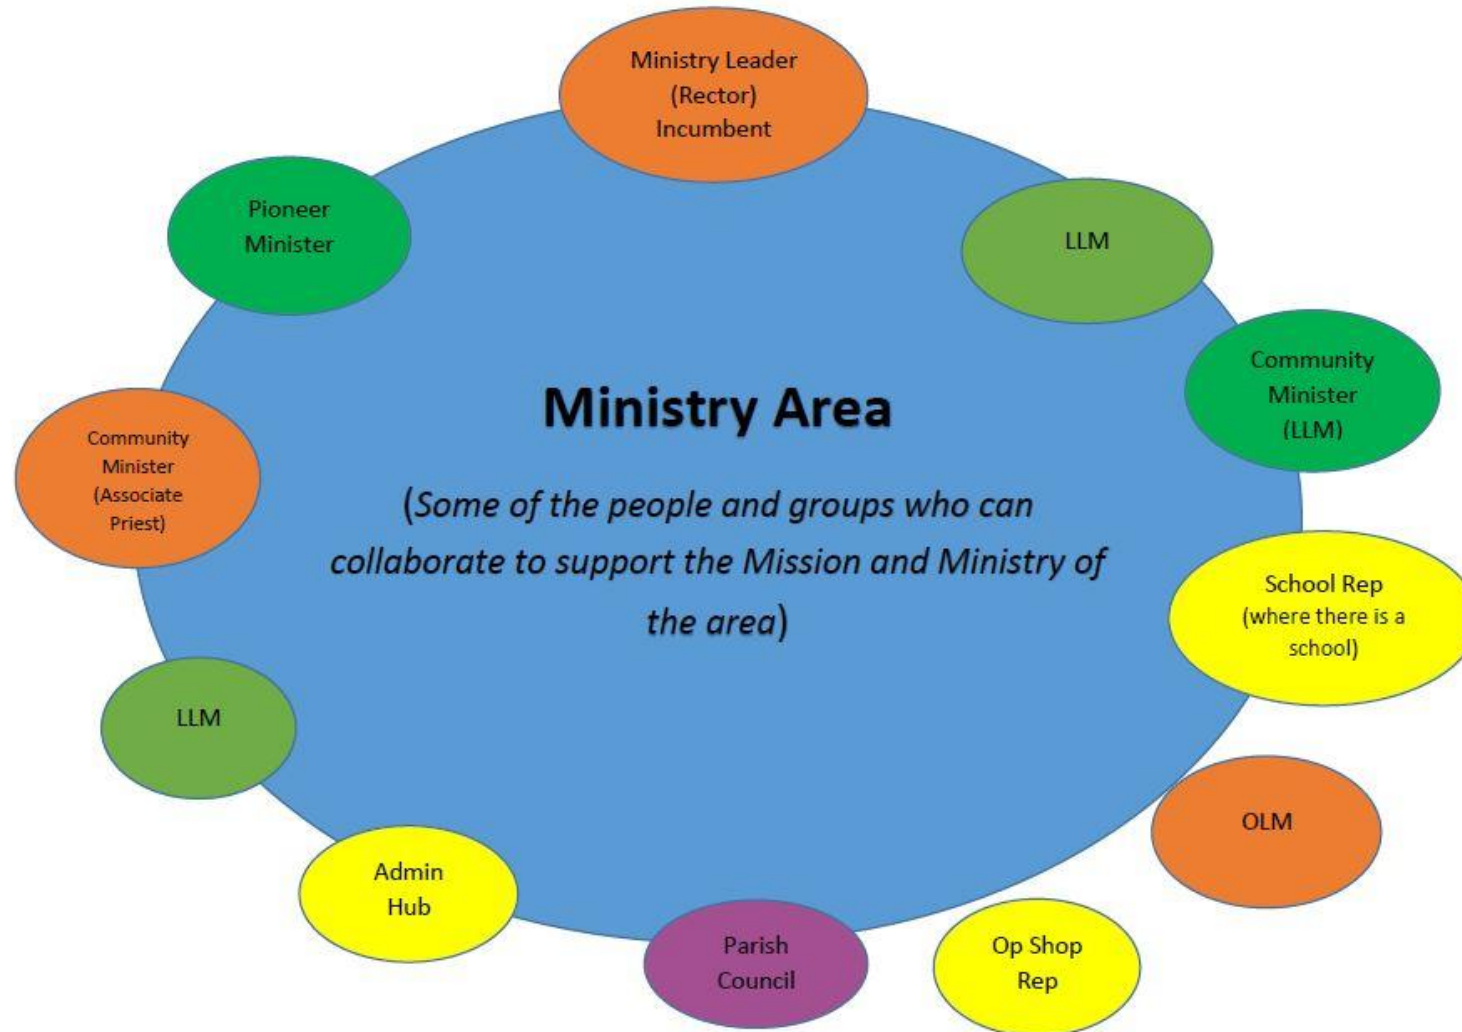 Ministry Leader
(Rector)
Incumbent
Pioneer
Minister
LLM
Community
Minister
(LLM)
Ministry Area
Community
Minister
(Associate
Priest)
(Some of the people and groups who can
collaborate to support the Mission and Ministry of
the area)
School Rep
(where there is a
school)
LLM
OLM
Admin
Hub
Parish
Council
Op Shop
Rep